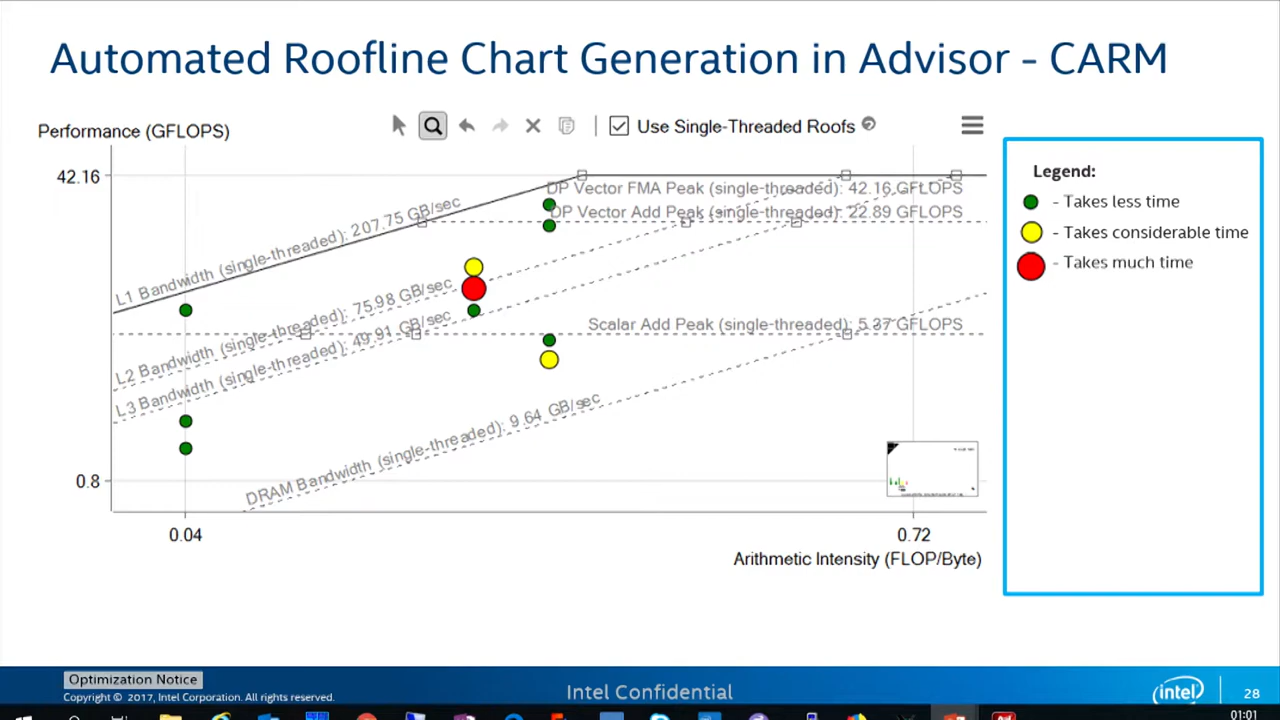 Automated Roofline Chart Generation in Advisor - CARM
Performance (GFLOPS)
Use Single-Threaded Roofs
42.16
DP Vector FMA Peak (single-threaded): 42.16 GFLOPS
DP Vector Add Peak (single-threaded): 22.89 GFLOPS
L1 Bandwidth (single-threaded): 207.75 GB/sec
L2 Bandwidth (single-threaded): 75.98 GB/sec
L3 Bandwidth (single-threaded): 49.91 GB/sec
Scalar Add Peak (single-threaded): 5.37 GFLOPS
DRAM Bandwidth (single-threaded): 9.64 GB/sec
0.8
0.04
0.72
Arithmetic Intensity (FLOP/Byte)
Legend:
- Takes less time
- Takes considerable time
- Takes much time
Optimization Notice
Copyright © 2017, Intel Corporation. All rights reserved.
Intel Confidential
intel
28
01:01